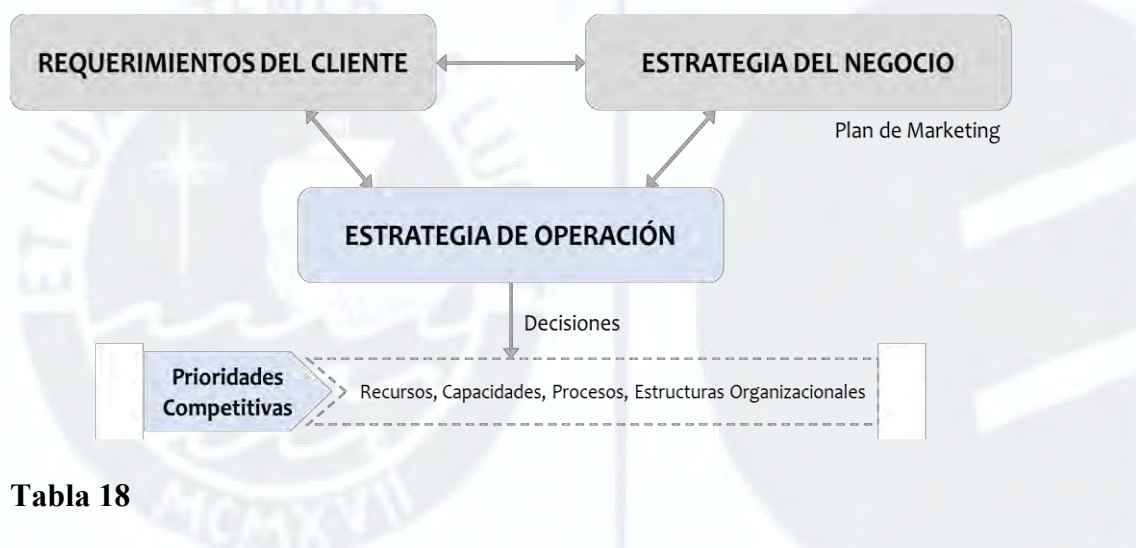 REQUERIMIENTOS DEL CLIENTE
ESTRATEGIA DEL NEGOCIO
Plan de Marketing
ESTRATEGIA DE OPERACIÓN
Decisiones
Prioridades
Competitivas
Recursos, Capacidades, Procesos, Estructuras Organizacionales
Tabla 18
MCMXVII